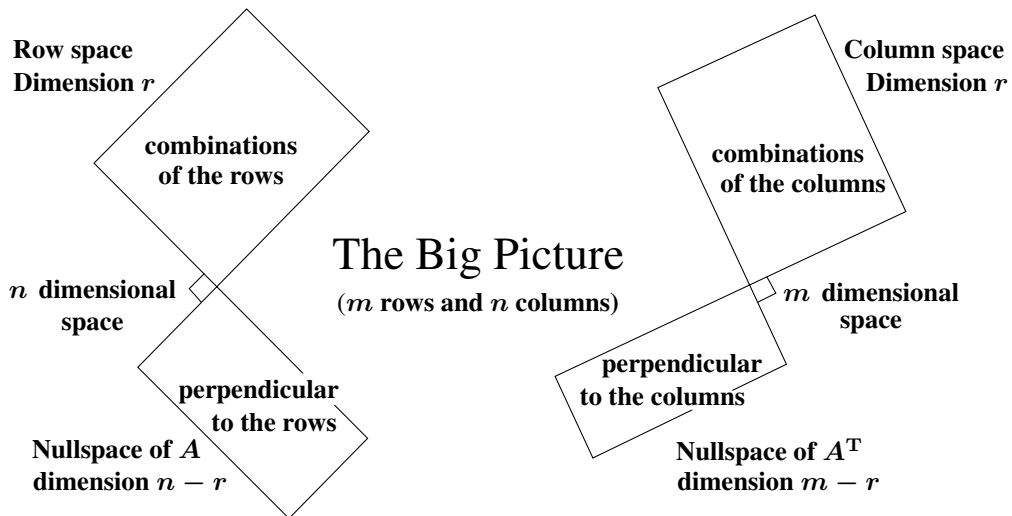 Row space
Dimension r
combinations
of the rows
n dimensional
space
perpendicular
to the rows
Nullspace of A
dimension n − r
The Big Picture
(m rows and n columns)
Column space
Dimension r
combinations
of the columns
m dimensional
space
perpendicular
to the columns
Nullspace of Aᵀ
dimension m − r